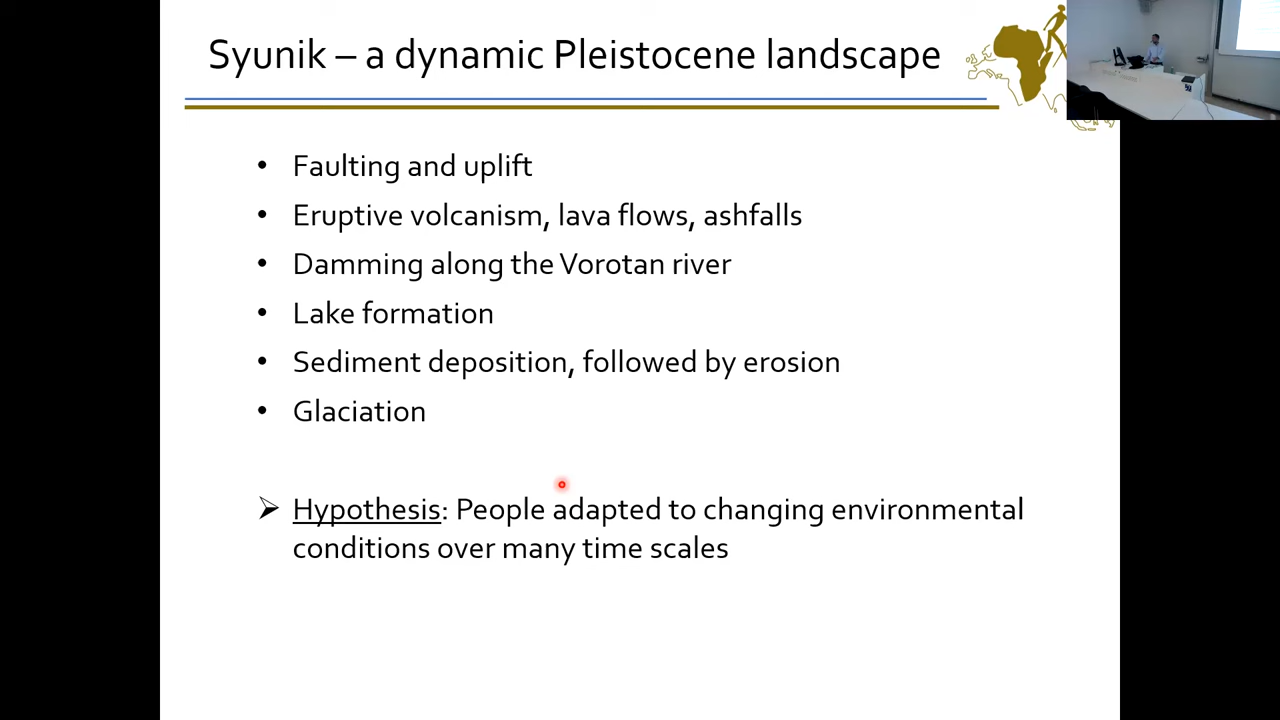 Syunik – a dynamic Pleistocene landscape
• Faulting and uplift
• Eruptive volcanism, lava flows, ashfalls
• Damming along the Vorotan river
• Lake formation
• Sediment deposition, followed by erosion
• Glaciation
➢ Hypothesis: People adapted to changing environmental
conditions over many time scales